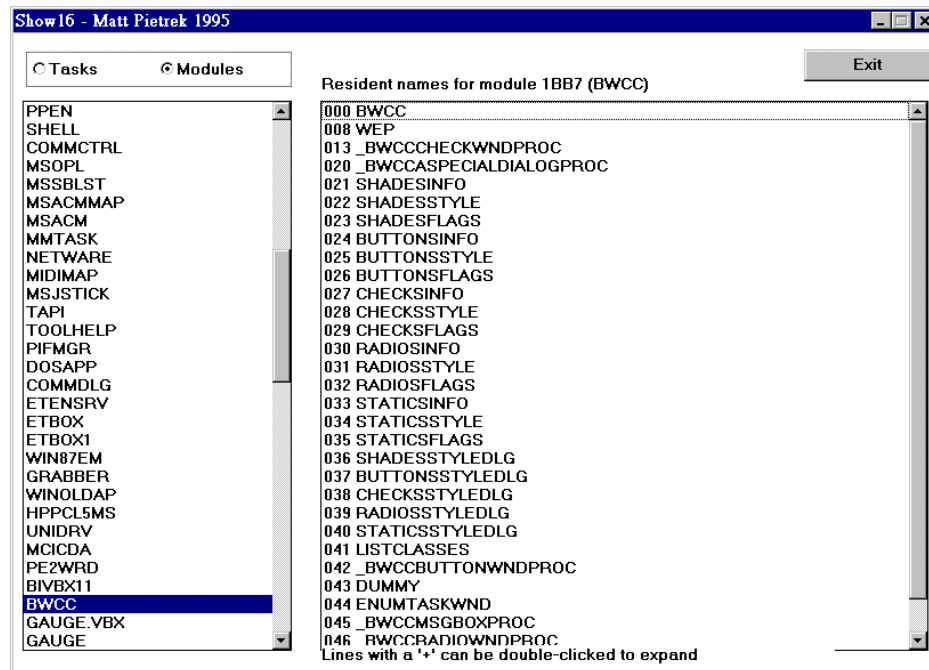 Show16 - Matt Pietrek 1995
Tasks
Modules
Exit
Resident names for module 1BB7 (BWCC)
PPEN
SHELL
COMMCTRL
MSOPL
MSSBLST
MSACMMAP
MSACM
MMTASK
NETWARE
MIDIMAP
MSJSTICK
TAPI
TOOLHELP
PIFMGR
DOSAPP
COMMDLG
ETENSRV
ETBOX
ETBOX1
WIN87EM
GRABBER
WINOLDAP
HPPCL5MS
UNIDRV
MCICDA
PE2WRD
BIVBX11
BWCC
GAUGE.VBX
GAUGE
000 BWCC
008 WEP
013 _BWCCCHECKWNDPROC
020 _BWCCASPECIALDIALOGPROC
021 SHADESINFO
022 SHADESSTYLE
023 SHADESFLAGS
024 BUTTONSINFO
025 BUTTONSSTYLE
026 BUTTONSFLAGS
027 CHECKSINFO
028 CHECKSSTYLE
029 CHECKSFLAGS
030 RADIOSINFO
031 RADIOSSTYLE
032 RADIOSFLAGS
033 STATICSINFO
034 STATICSSTYLE
035 STATICSFLAGS
036 SHADESSTYLEDLG
037 BUTTONSSTYLEDLG
038 CHECKSSTYLEDLG
039 RADIOSSTYLEDLG
040 STATICSSTYLEDLG
041 LISTCLASSES
042 _BWCCBUTTONWNDPROC
043 DUMMY
044 ENUMTASKWND
045 _BWCCMSGBOXPROC
046 _BWCCRADIOWNDPROC
Lines with a '+' can be double-clicked to expand